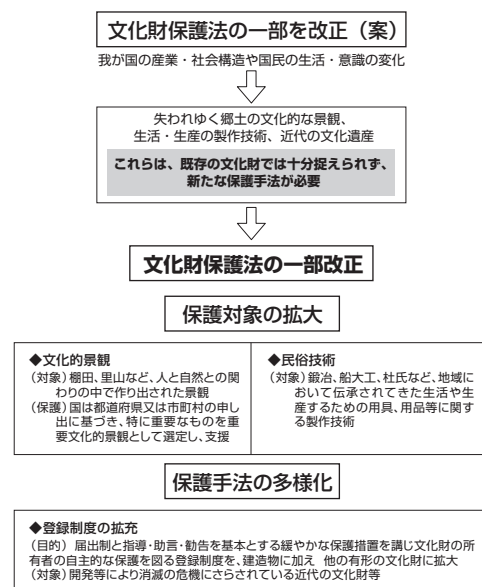 文化財保護法の一部を改正（案）
我が国の産業・社会構造や国民の生活・意識の変化
失われゆく郷土の文化的な景観、
生活・生産の製作技術、近代の文化遺産
これらは、既存の文化財では十分捉えられず、
新たな保護手法が必要
文化財保護法の一部改正
保護対象の拡大
◆文化的景観
（対象）棚田、里山など、人と自然との関
わりの中で作り出された景観
（保護）国は都道府県又は市町村の申し
出に基づき、特に重要なものを重
要文化的景観として選定し、支援
◆民俗技術
（対象）鍛冶、船大工、杜氏など、地域に
おいて伝承されてきた生活や生
産するための用具、用品等に関す
る製作技術
保護手法の多様化
◆登録制度の拡充
（目的） 届出制と指導・助言・勧告を基本とする緩やかな保護措置を講じ文化財の所
有者の自主的な保護を図る登録制度を、建造物に加え 他の有形の文化財に拡大
（対象）開発等により消滅の危機にさらされている近代の文化財等